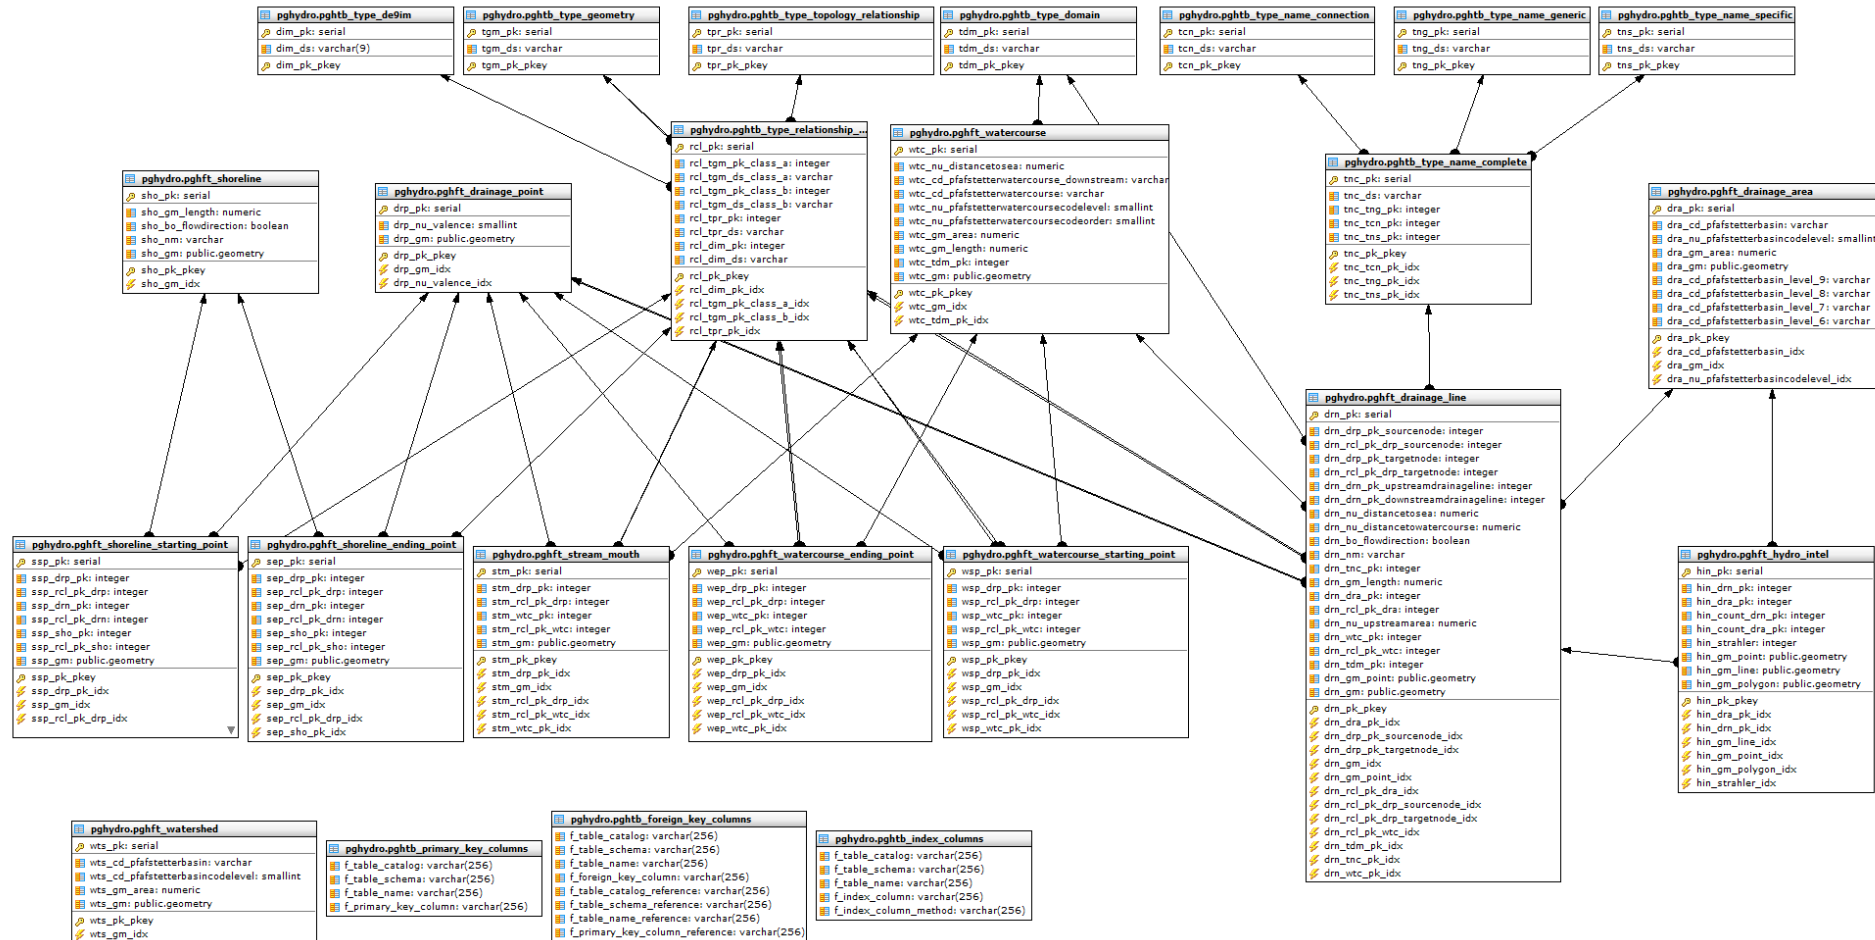 pghydro.pghtb_type_de9im
dim_pk: serial
dim_ds: varchar(9)
dim_pk_pkey
pghydro.pghtb_type_geometry
tgm_pk: serial
tgm_ds: varchar
tgm_pk_pkey
pghydro.pghtb_type_topology_relationship
tpr_pk: serial
tpr_ds: varchar
tpr_pk_pkey
pghydro.pghtb_type_domain
tdm_pk: serial
tdm_ds: varchar
tdm_pk_pkey
pghydro.pghtb_type_name_connection
tcn_pk: serial
tcn_ds: varchar
tcn_pk_pkey
pghydro.pghtb_type_name_generic
tng_pk: serial
tng_ds: varchar
tng_pk_pkey
pghydro.pghtb_type_name_specific
tns_pk: serial
tns_ds: varchar
tns_pk_pkey
pghydro.pghft_shoreline
sho_pk: serial
sho_gm_length: numeric
sho_bo_flowdirection: boolean
sho_nm: varchar
sho_gm: public.geometry
sho_pk_pkey
sho_gm_idx
pghydro.pghft_drainage_point
drp_pk: serial
drp_nu_valence: smallint
drp_gm: public.geometry
drp_pk_pkey
drp_gm_idx
drp_nu_valence_idx
pghydro.pghtb_type_relationship_...
rcl_pk: serial
rcl_tgm_pk_class_a: integer
rcl_tgm_ds_class_a: varchar
rcl_tgm_pk_class_b: integer
rcl_tgm_ds_class_b: varchar
rcl_tpr_pk: integer
rcl_tpr_ds: varchar
rcl_dim_pk: integer
rcl_dim_ds: varchar
rcl_pk_pkey
rcl_dim_pk_idx
rcl_tgm_pk_class_a_idx
rcl_tgm_pk_class_b_idx
rcl_tpr_pk_idx
pghydro.pghft_watercourse
wtc_pk: serial
wtc_nu_distancetosea: numeric
wtc_cd_pfafstetterwatercourse_downstream: varchar
wtc_cd_pfafstetterwatercourse: varchar
wtc_nu_pfafstetterwatercoursecodelevel: smallint
wtc_nu_pfafstetterwatercoursecodeorder: smallint
wtc_gm_area: numeric
wtc_gm_length: numeric
wtc_tdm_pk: integer
wtc_gm: public.geometry
wtc_pk_pkey
wtc_gm_idx
wtc_tdm_pk_idx
pghydro.pghtb_type_name_complete
tnc_pk: serial
tnc_ds: varchar
tnc_tng_pk: integer
tnc_tcn_pk: integer
tnc_tns_pk: integer
tnc_pk_pkey
tnc_tcn_pk_idx
tnc_tng_pk_idx
tnc_tns_pk_idx
pghydro.pghft_drainage_area
dra_pk: serial
dra_cd_pfafstetterbasin: varchar
dra_nu_pfafstetterbasincodelevel: smallint
dra_gm_area: numeric
dra_gm: public.geometry
dra_cd_pfafstetterbasin_level_9: varchar
dra_cd_pfafstetterbasin_level_8: varchar
dra_cd_pfafstetterbasin_level_7: varchar
dra_cd_pfafstetterbasin_level_6: varchar
dra_pk_pkey
dra_cd_pfafstetterbasin_idx
dra_gm_idx
dra_nu_pfafstetterbasincodelevel_idx
pghydro.pghft_drainage_line
drn_pk: serial
drn_drp_pk_sourcenode: integer
drn_rcl_pk_drp_sourcenode: integer
drn_drp_pk_targetnode: integer
drn_rcl_pk_drp_targetnode: integer
drn_drn_pk_upstreamdrainageline: integer
drn_drn_pk_downstreamdrainageline: integer
drn_nu_distancetosea: numeric
drn_nu_distancetowatercourse: numeric
drn_bo_flowdirection: boolean
drn_nm: varchar
drn_tnc_pk: integer
drn_gm_length: numeric
drn_dra_pk: integer
drn_rcl_pk_dra: integer
drn_nu_upstreamarea: numeric
drn_wtc_pk: integer
drn_rcl_pk_wtc: integer
drn_tdm_pk: integer
drn_gm_point: public.geometry
drn_gm: public.geometry
drn_pk_pkey
drn_dra_pk_idx
drn_drp_pk_sourcenode_idx
drn_drp_pk_targetnode_idx
drn_gm_idx
drn_gm_point_idx
drn_rcl_pk_dra_idx
drn_rcl_pk_drp_sourcenode_idx
drn_rcl_pk_drp_targetnode_idx
drn_rcl_pk_wtc_idx
drn_tdm_pk_idx
drn_tnc_pk_idx
drn_wtc_pk_idx
pghydro.pghft_shoreline_starting_point
ssp_pk: serial
ssp_drp_pk: integer
ssp_rcl_pk_drp: integer
ssp_drn_pk: integer
ssp_rcl_pk_drn: integer
ssp_sho_pk: integer
ssp_rcl_pk_sho: integer
ssp_gm: public.geometry
ssp_pk_pkey
ssp_drp_pk_idx
ssp_gm_idx
ssp_rcl_pk_drp_idx
pghydro.pghft_shoreline_ending_point
sep_pk: serial
sep_drp_pk: integer
sep_rcl_pk_drp: integer
sep_drn_pk: integer
sep_rcl_pk_drn: integer
sep_sho_pk: integer
sep_rcl_pk_sho: integer
sep_gm: public.geometry
sep_pk_pkey
sep_drp_pk_idx
sep_gm_idx
sep_rcl_pk_drp_idx
sep_sho_pk_idx
pghydro.pghft_stream_mouth
stm_pk: serial
stm_drp_pk: integer
stm_rcl_pk_drp: integer
stm_wtc_pk: integer
stm_rcl_pk_wtc: integer
stm_gm: public.geometry
stm_pk_pkey
stm_drp_pk_idx
stm_gm_idx
stm_rcl_pk_drp_idx
stm_rcl_pk_wtc_idx
stm_wtc_pk_idx
pghydro.pghft_watercourse_ending_point
wep_pk: serial
wep_drp_pk: integer
wep_rcl_pk_drp: integer
wep_wtc_pk: integer
wep_rcl_pk_wtc: integer
wep_gm: public.geometry
wep_pk_pkey
wep_drp_pk_idx
wep_gm_idx
wep_rcl_pk_drp_idx
wep_rcl_pk_wtc_idx
wep_wtc_pk_idx
pghydro.pghft_watercourse_starting_point
wsp_pk: serial
wsp_drp_pk: integer
wsp_rcl_pk_drp: integer
wsp_wtc_pk: integer
wsp_rcl_pk_wtc: integer
wsp_gm: public.geometry
wsp_pk_pkey
wsp_drp_pk_idx
wsp_gm_idx
wsp_rcl_pk_drp_idx
wsp_rcl_pk_wtc_idx
wsp_wtc_pk_idx
pghydro.pghft_hydro_intel
hin_pk: serial
hin_drn_pk: integer
hin_dra_pk: integer
hin_count_drn_pk: integer
hin_count_dra_pk: integer
hin_strahler: integer
hin_gm_point: public.geometry
hin_gm_line: public.geometry
hin_gm_polygon: public.geometry
hin_pk_pkey
hin_dra_pk_idx
hin_drn_pk_idx
hin_gm_line_idx
hin_gm_point_idx
hin_gm_polygon_idx
hin_strahler_idx
pghydro.pghft_watershed
wts_pk: serial
wts_cd_pfafstetterbasin: varchar
wts_cd_pfafstetterbasincodelevel: smallint
wts_gm_area: numeric
wts_gm: public.geometry
wts_pk_pkey
wts_gm_idx
pghydro.pghtb_primary_key_columns
f_table_catalog: varchar(256)
f_table_schema: varchar(256)
f_table_name: varchar(256)
f_primary_key_column: varchar(256)
pghydro.pghtb_foreign_key_columns
f_table_catalog: varchar(256)
f_table_schema: varchar(256)
f_table_name: varchar(256)
f_foreign_key_column: varchar(256)
f_table_catalog_reference: varchar(256)
f_table_schema_reference: varchar(256)
f_table_name_reference: varchar(256)
f_primary_key_column_reference: varchar(256)
pghydro.pghtb_index_columns
f_table_catalog: varchar(256)
f_table_schema: varchar(256)
f_table_name: varchar(256)
f_index_column: varchar(256)
f_index_column_method: varchar(256)